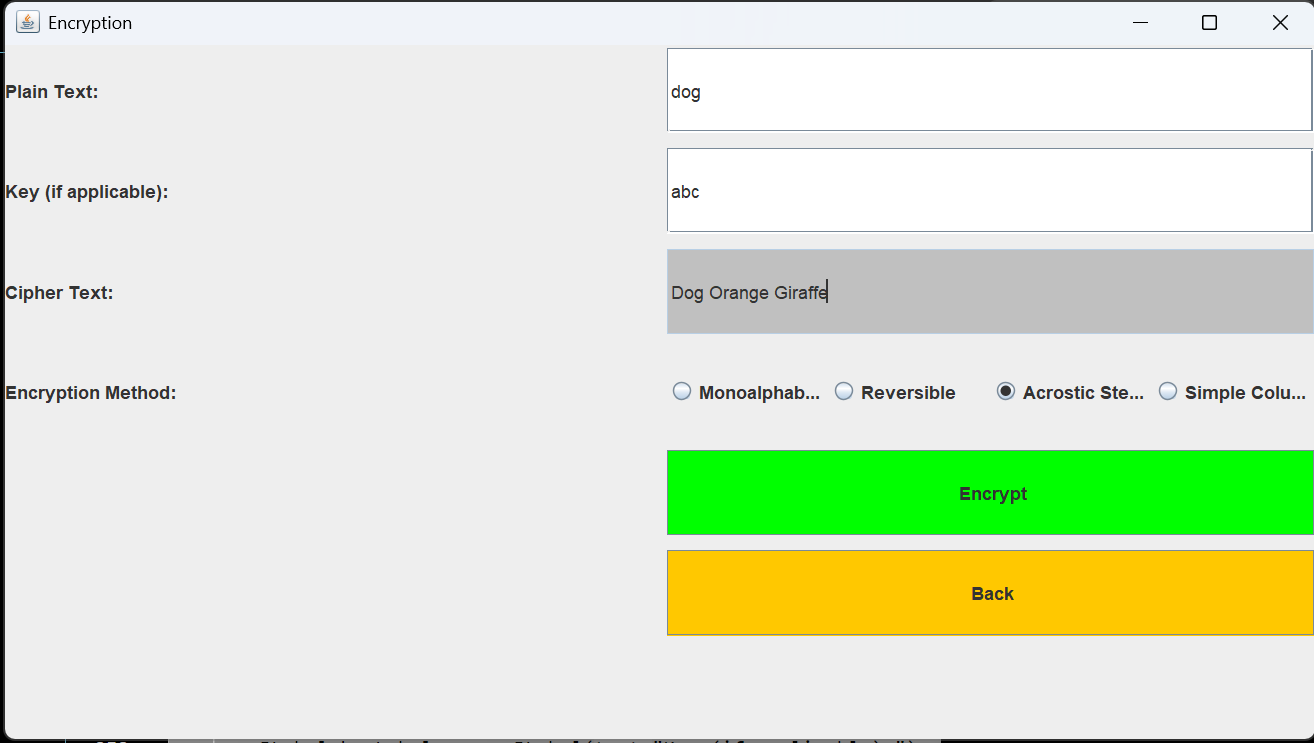 Encryption
Plain Text: dog
Key (if applicable): abc
Cipher Text: Dog Orange Giraffe
Encryption Method: Monoalphab... Reversible Acrostic Ste... Simple Colu...
Encrypt
Back